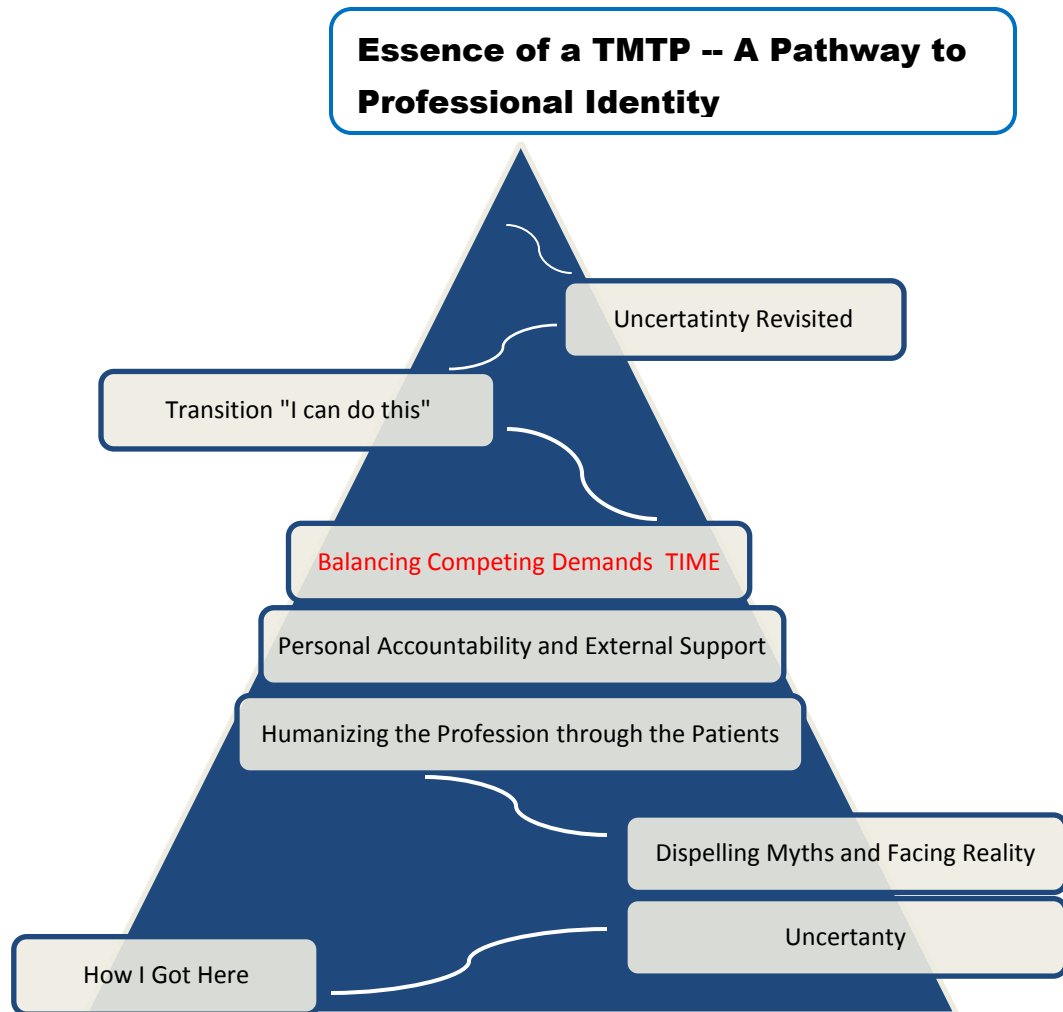 Essence of a TMTP -- A Pathway to
Professional Identity
Uncertatinty Revisited
Transition "I can do this"
Balancing Competing Demands  TIME
Personal Accountability and External Support
Humanizing the Profession through the Patients
Dispelling Myths and Facing Reality
Uncertanty
How I Got Here